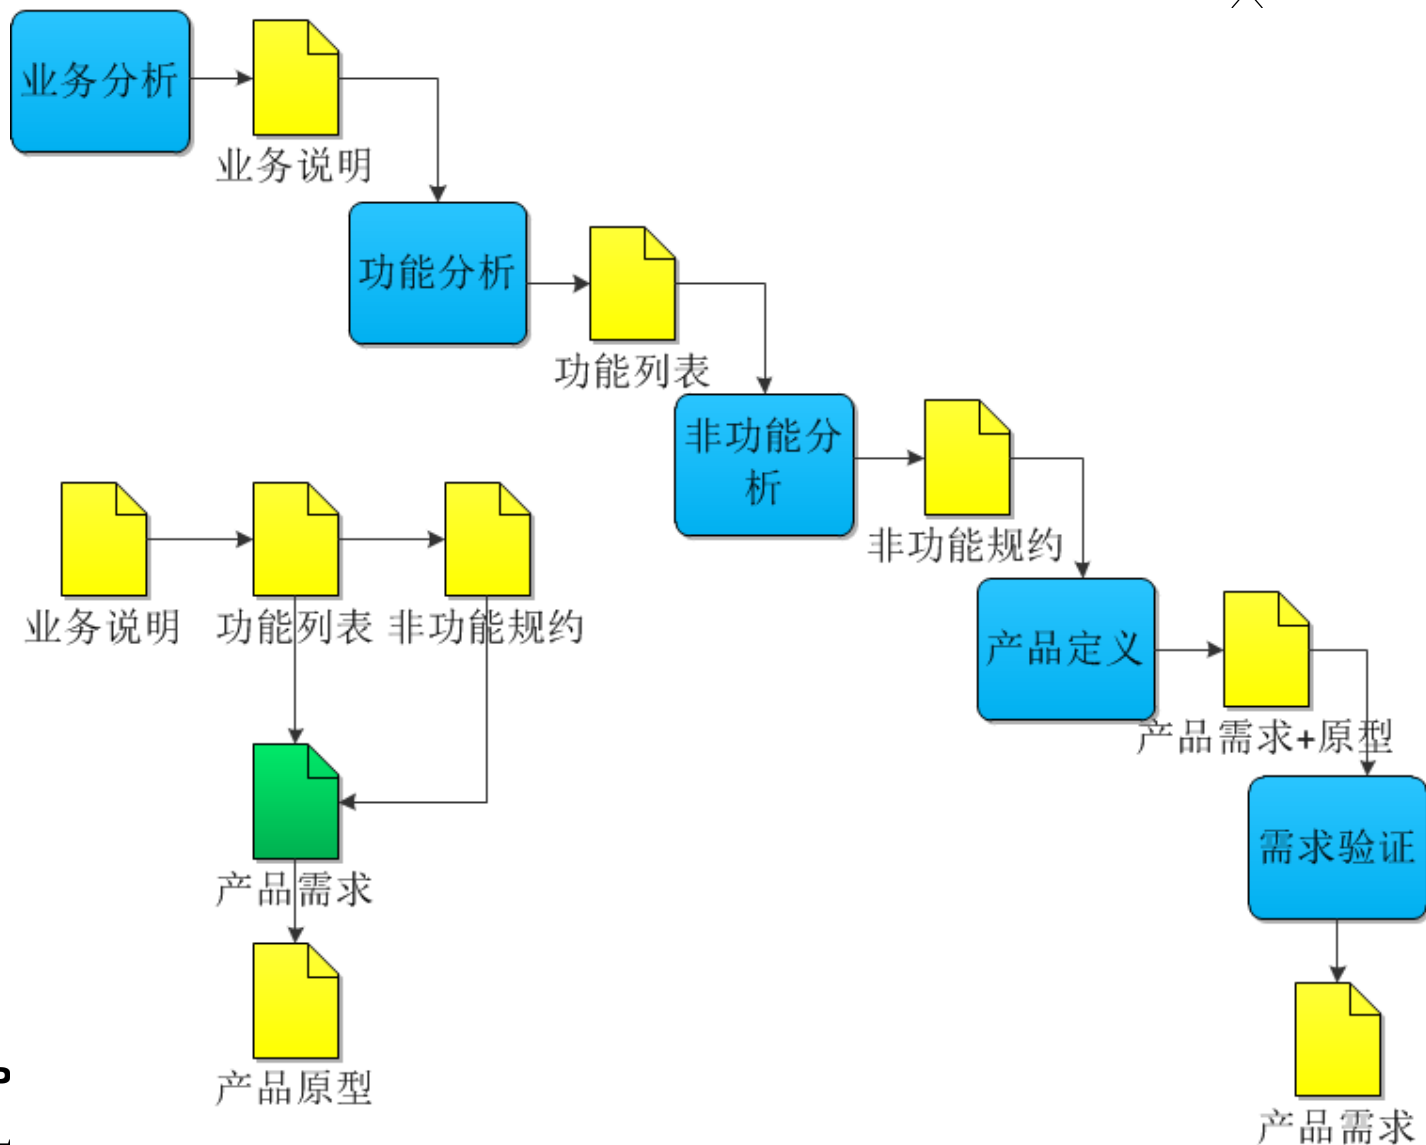 业务分析
业务说明
功能分析
功能列表
非功能分
析
非功能规约
业务说明
功能列表
非功能规约
产品定义
产品需求+原型
产品需求
需求验证
产品原型
产品需求